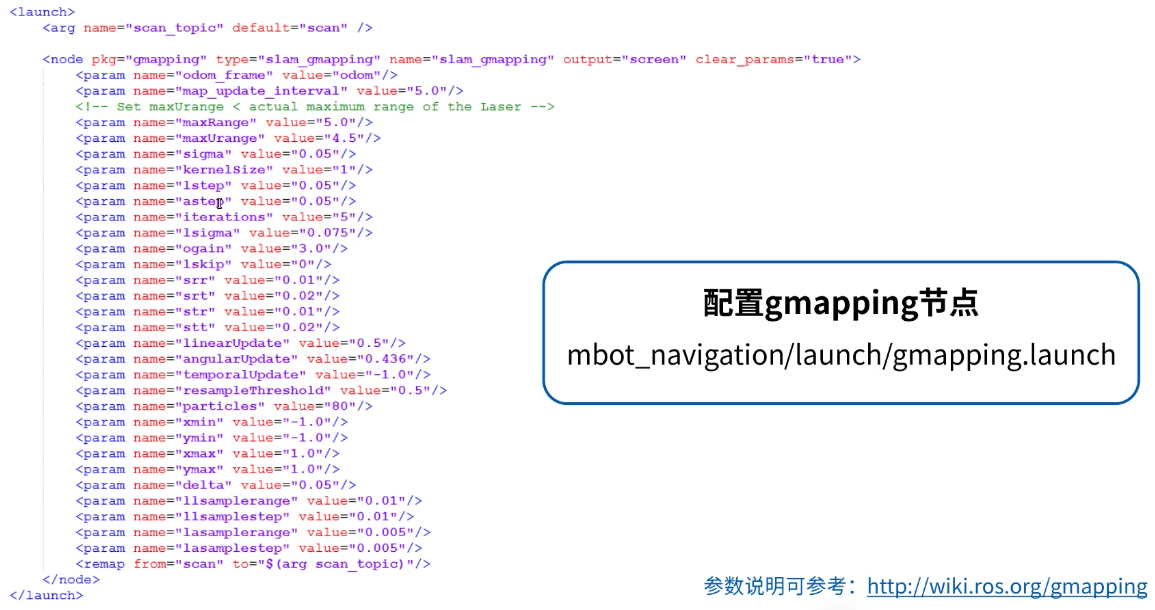 <launch>
<arg name="scan_topic" default="scan" />
<node pkg="gmapping" type="slam_gmapping" name="slam_gmapping" output="screen" clear_params="true">
<param name="odom_frame" value="odom"/>
<param name="map_update_interval" value="5.0"/>
<!-- Set maxUrange < actual maximum range of the Laser -->
<param name="maxRange" value="5.0"/>
<param name="maxUrange" value="4.5"/>
<param name="sigma" value="0.05"/>
<param name="kernelSize" value="1"/>
<param name="lstep" value="0.05"/>
<param name="astep" value="0.05"/>
<param name="iterations" value="5"/>
<param name="lsigma" value="0.075"/>
<param name="ogain" value="3.0"/>
<param name="lskip" value="0"/>
<param name="srr" value="0.01"/>
<param name="srt" value="0.02"/>
<param name="str" value="0.01"/>
<param name="stt" value="0.02"/>
<param name="linearUpdate" value="0.5"/>
<param name="angularUpdate" value="0.436"/>
<param name="temporalUpdate" value="-1.0"/>
<param name="resampleThreshold" value="0.5"/>
<param name="particles" value="80"/>
<param name="xmin" value="-1.0"/>
<param name="ymin" value="-1.0"/>
<param name="xmax" value="1.0"/>
<param name="ymax" value="1.0"/>
<param name="delta" value="0.05"/>
<param name="llsamplerange" value="0.01"/>
<param name="llsamplestep" value="0.01"/>
<param name="lasamplerange" value="0.005"/>
<param name="lasamplestep" value="0.005"/>
<remap from="scan" to="$(arg scan_topic)"/>
</node>
</launch>
配置gmapping节点
mbot_navigation/launch/gmapping.launch
参数说明可参考：http://wiki.ros.org/gmapping